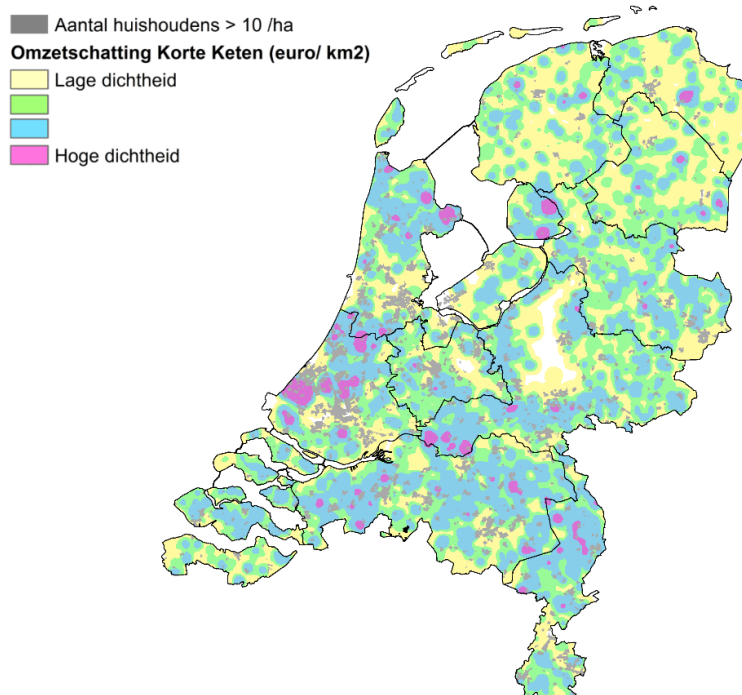 Aantal huishoudens > 10 /ha
Omzetschatting Korte Keten (euro/ km2)
Lage dichtheid
Hoge dichtheid